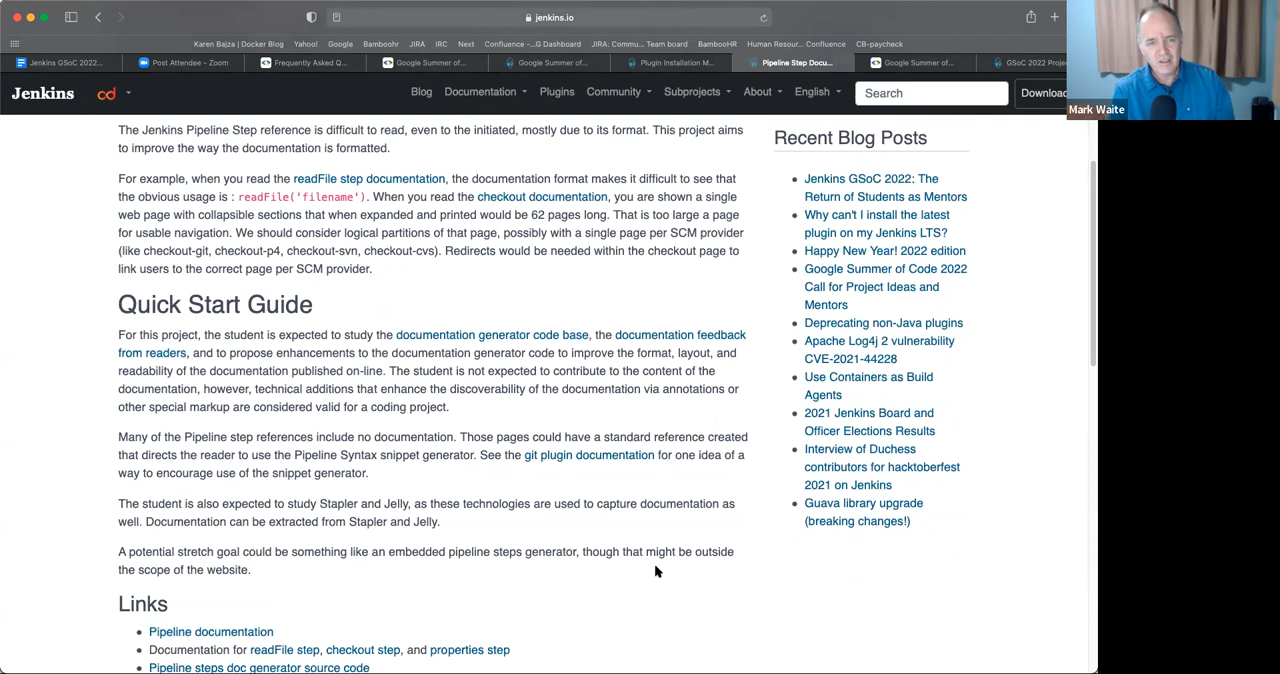 jenkins.io
Karen Bajza | Docker Blog Yahoo! Google Bamboohr JIRA IRC Next Confluence -...G Dashboard JIRA: Commu... Team board BambooHR Human Resour... Confluence CB-paycheck
Jenkins GSoC 2022... Post Attendee - Zoom Frequently Asked Q... Google Summer of... Google Summer of... Plugin Installation M... Pipeline Step Docu... Google Summer of... GSoC 2022 Proje
Mark Waite
Jenkins cd Blog Documentation Plugins Community Subprojects About English Search Downloa
The Jenkins Pipeline Step reference is difficult to read, even to the initiated, mostly due to its format. This project aims
to improve the way the documentation is formatted.
For example, when you read the readFile step documentation, the documentation format makes it difficult to see that
the obvious usage is : readFile('filename'). When you read the checkout documentation, you are shown a single
web page with collapsible sections that when expanded and printed would be 62 pages long. That is too large a page
for usable navigation. We should consider logical partitions of that page, possibly with a single page per SCM provider
(like checkout-git, checkout-p4, checkout-svn, checkout-cvs). Redirects would be needed within the checkout page to
link users to the correct page per SCM provider.
Quick Start Guide
For this project, the student is expected to study the documentation generator code base, the documentation feedback
from readers, and to propose enhancements to the documentation generator code to improve the format, layout, and
readability of the documentation published on-line. The student is not expected to contribute to the content of the
documentation, however, technical additions that enhance the discoverability of the documentation via annotations or
other special markup are considered valid for a coding project.
Many of the Pipeline step references include no documentation. Those pages could have a standard reference created
that directs the reader to use the Pipeline Syntax snippet generator. See the git plugin documentation for one idea of a
way to encourage use of the snippet generator.
The student is also expected to study Stapler and Jelly, as these technologies are used to capture documentation as
well. Documentation can be extracted from Stapler and Jelly.
A potential stretch goal could be something like an embedded pipeline steps generator, though that might be outside
the scope of the website.
Links
Pipeline documentation
Documentation for readFile step, checkout step, and properties step
Pipeline steps doc generator source code
Recent Blog Posts
Jenkins GSoC 2022: The
Return of Students as Mentors
Why can't I install the latest
plugin on my Jenkins LTS?
Happy New Year! 2022 edition
Google Summer of Code 2022
Call for Project Ideas and
Mentors
Deprecating non-Java plugins
Apache Log4j 2 vulnerability
CVE-2021-44228
Use Containers as Build
Agents
2021 Jenkins Board and
Officer Elections Results
Interview of Duchess
contributors for hacktoberfest
2021 on Jenkins
Guava library upgrade
(breaking changes!)